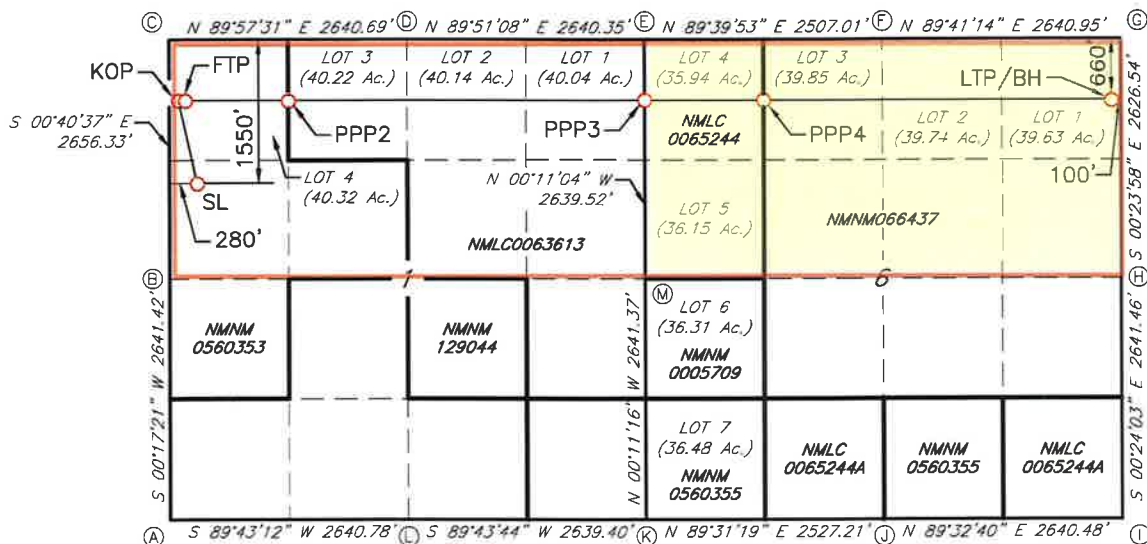 Ⓒ N 89°57'31" E 2640.69' Ⓓ N 89°51'08" E 2640.35' Ⓔ N 89°39'53" E 2507.01' Ⓕ N 89°41'14" E 2640.95' Ⓖ
KOP
FTP
LOT 3
(40.22 Ac.)
LOT 2
(40.14 Ac.)
LOT 1
(40.04 Ac.)
LOT 4
(35.94 Ac.)
LOT 3
(39.85 Ac.)
LTP/BH
660'
S 00°23'58" E 2626.54'
S 00°40'37" E
2656.33'
1550'
PPP2
PPP3
NMLC
0065244
PPP4
LOT 2
(39.74 Ac.)
LOT 1
(39.63 Ac.)
100'
LOT 4
(40.32 Ac.)
N 00°11'04" W
2639.52'
SL
280'
NMLC0063613
LOT 5
(36.15 Ac.)
NMNM066437
Ⓑ
1
6
Ⓗ
S 00°17'21" W 2641.42'
NMNM
0560353
NMNM
129044
N 00°11'16" W 2641.37'
Ⓜ
LOT 6
(36.31 Ac.)
NMNM
0005709
S 00°24'03" E 2641.46'
LOT 7
(36.48 Ac.)
NMNM
0560355
NMLC
0065244A
NMNM
0560355
NMLC
0065244A
Ⓐ S 89°43'12" W 2640.78' Ⓛ S 89°43'44" W 2639.40' Ⓚ N 89°31'19" E 2527.21' Ⓙ N 89°32'40" E 2640.48' Ⓘ